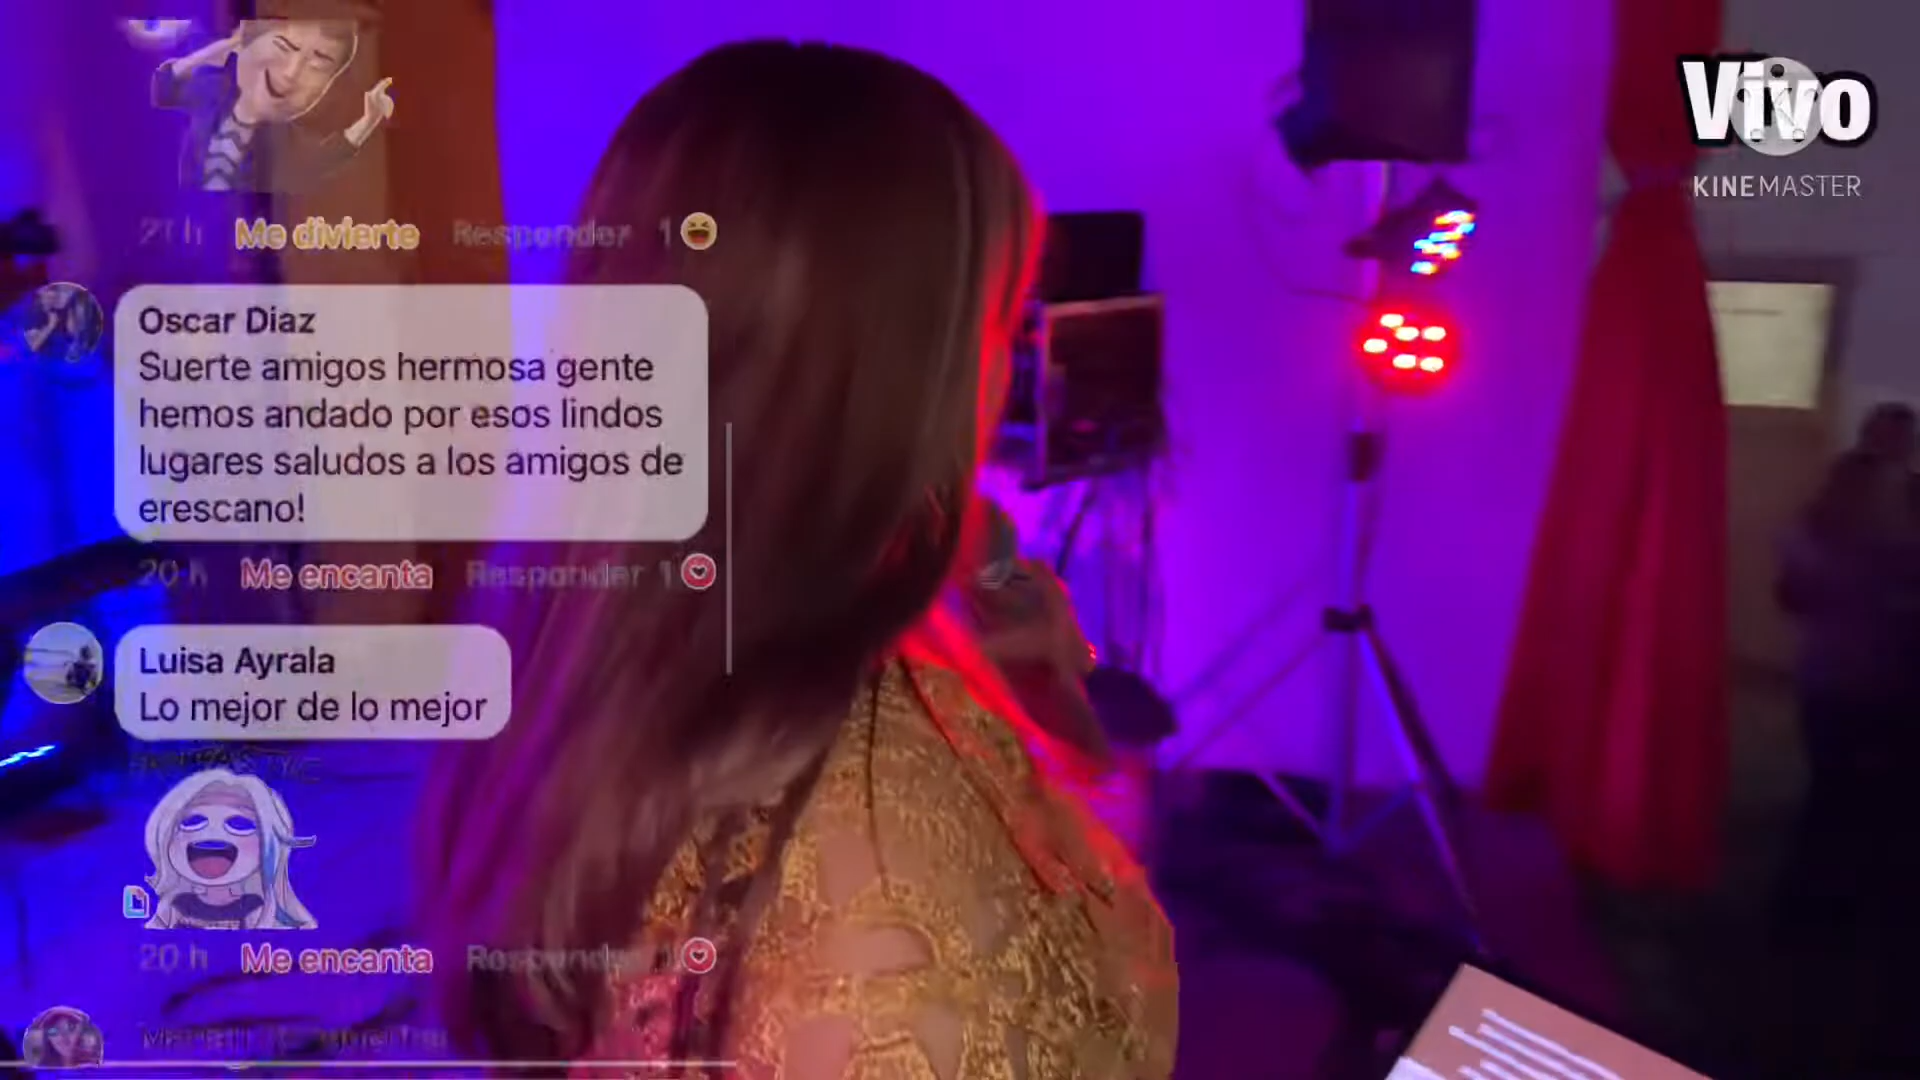 Vivo
KINEMASTER
21 h Me divierte Responder 1
Oscar Diaz
Suerte amigos hermosa gente
hemos andado por esos lindos
lugares saludos a los amigos de
erescano!
20 h Me encanta Responder 1
Luisa Ayrala
Lo mejor de lo mejor
20 h Me encanta Responder